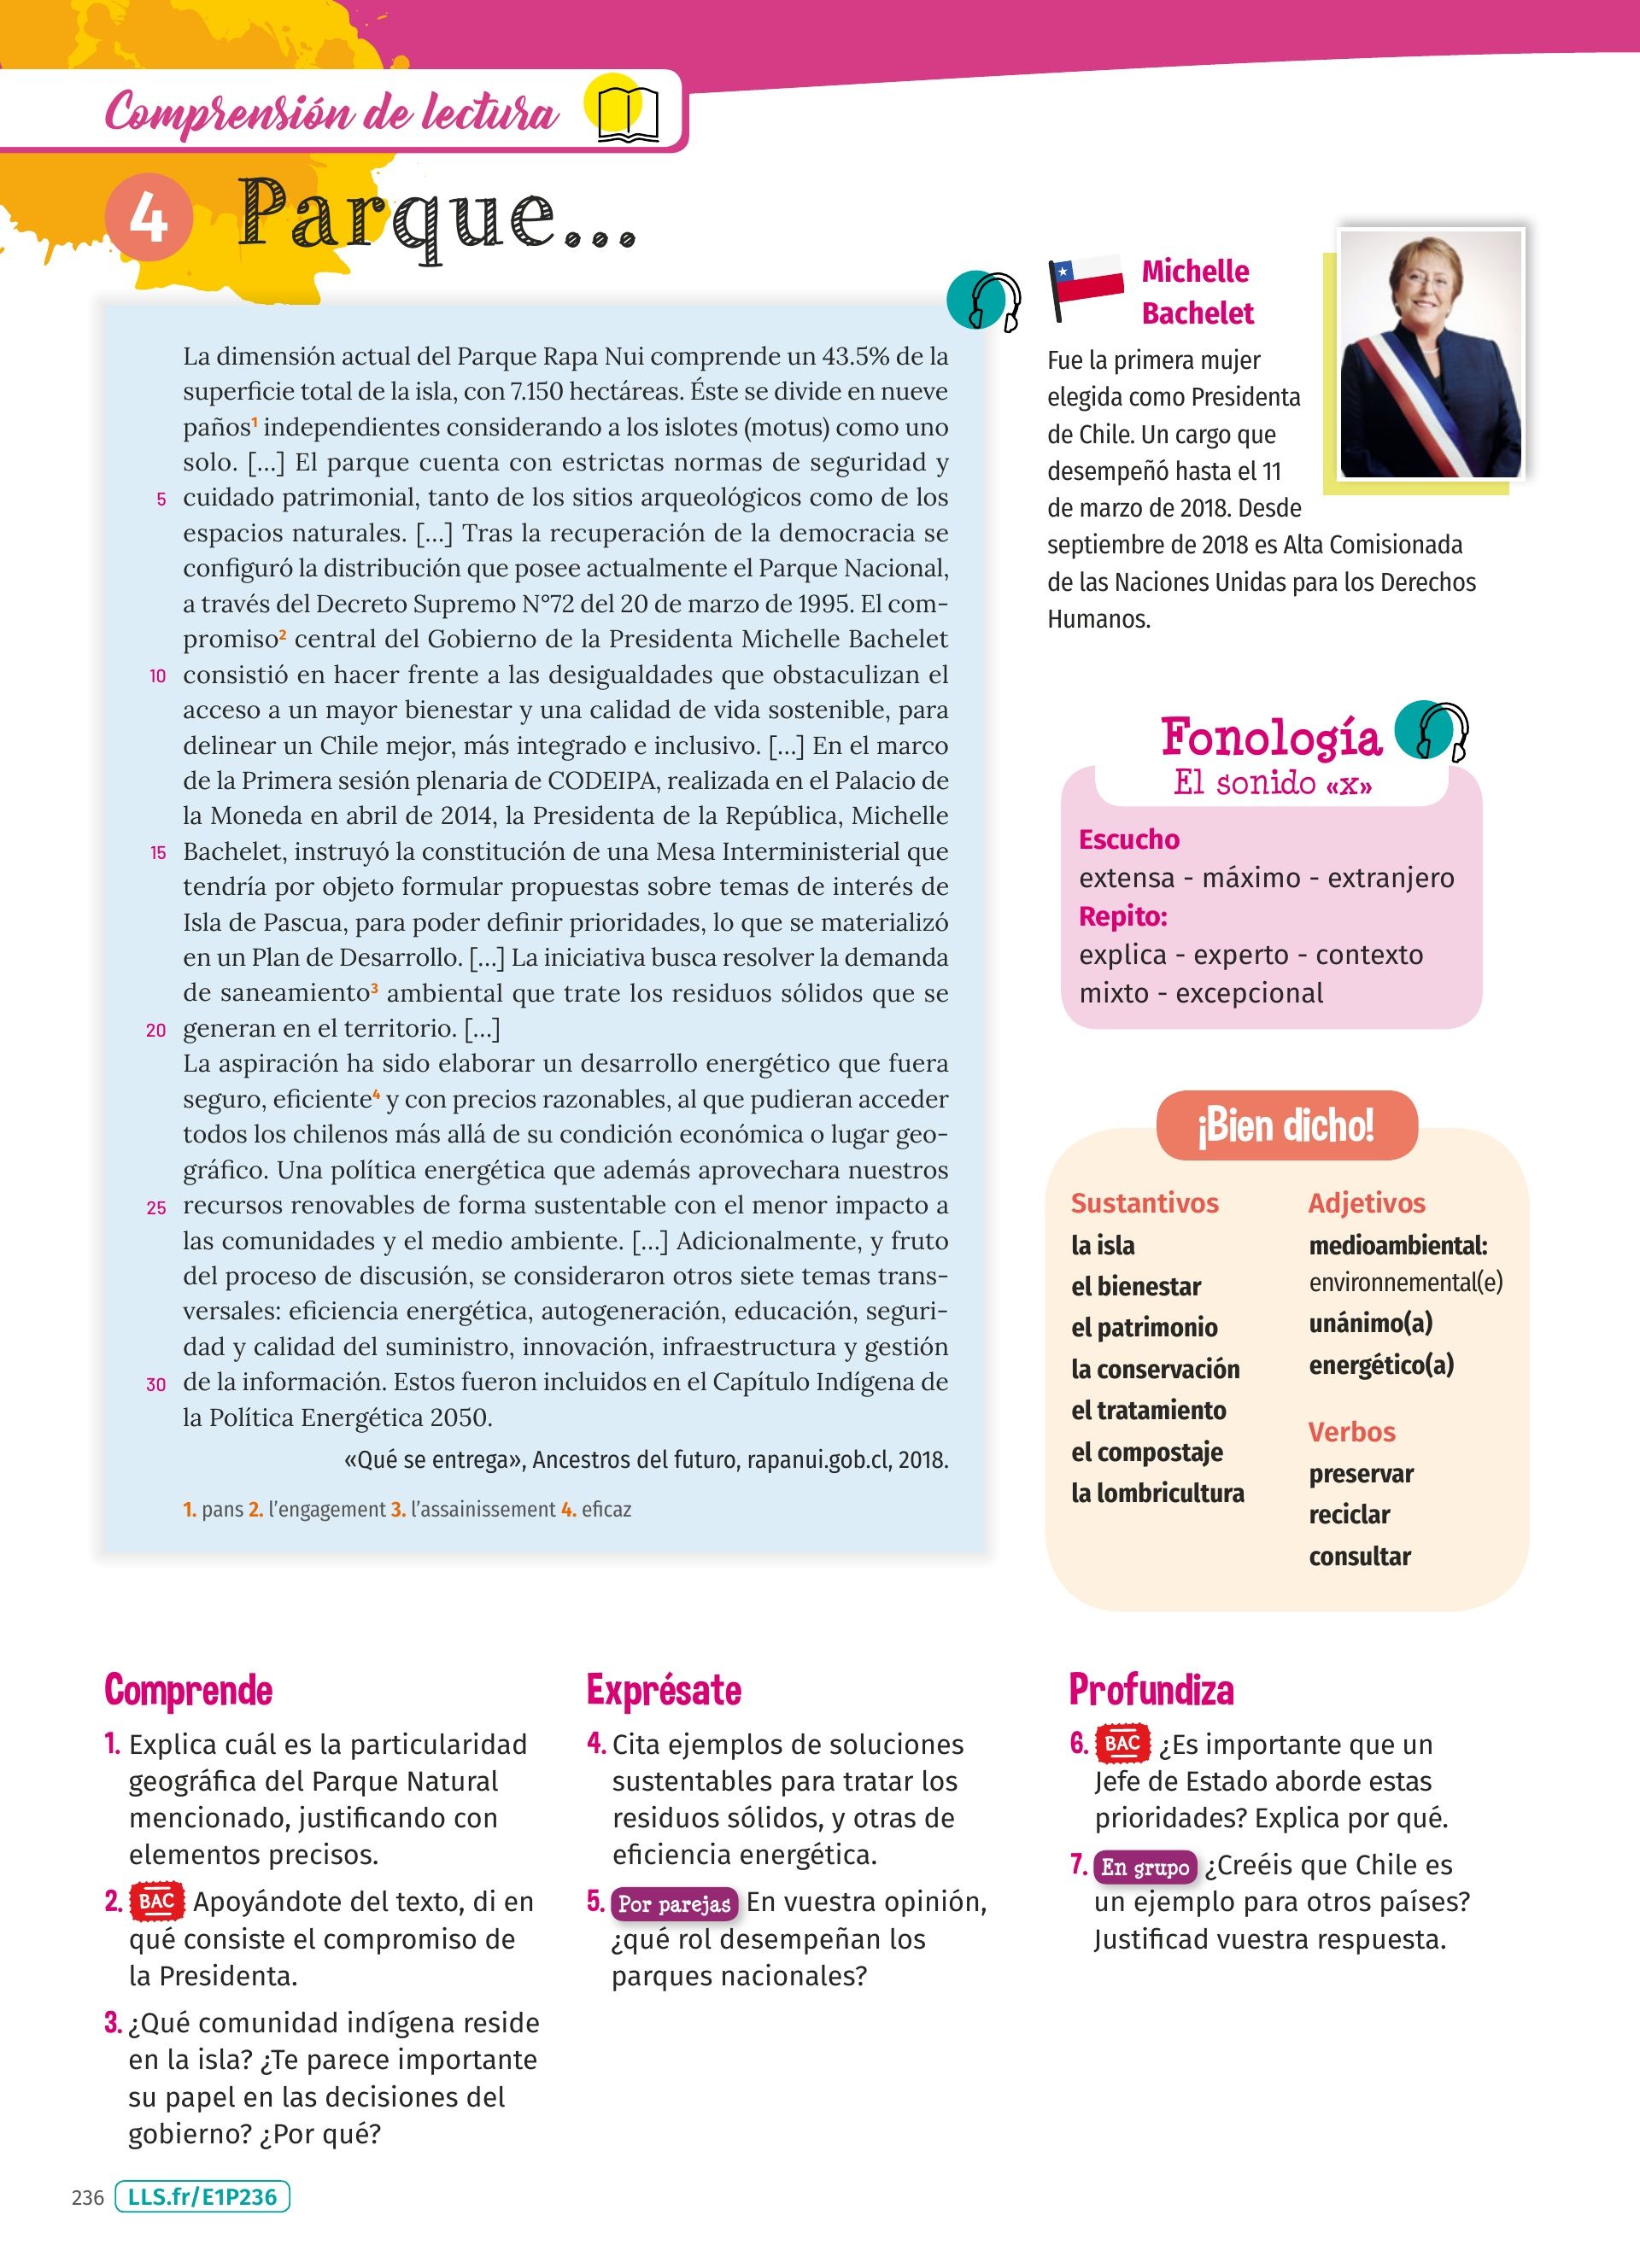 Comprensión de lectura
4 Parque...
La dimensión actual del Parque Rapa Nui comprende un 43.5% de la
superficie total de la isla, con 7.150 hectáreas. Éste se divide en nueve
paños¹ independientes considerando a los islotes (motus) como uno
solo. [...] El parque cuenta con estrictas normas de seguridad y
5 cuidado patrimonial, tanto de los sitios arqueológicos como de los
espacios naturales. [...] Tras la recuperación de la democracia se
configuró la distribución que posee actualmente el Parque Nacional,
a través del Decreto Supremo N°72 del 20 de marzo de 1995. El com-
promiso² central del Gobierno de la Presidenta Michelle Bachelet
10 consistió en hacer frente a las desigualdades que obstaculizan el
acceso a un mayor bienestar y una calidad de vida sostenible, para
delinear un Chile mejor, más integrado e inclusivo. [...] En el marco
de la Primera sesión plenaria de CODEIPA, realizada en el Palacio de
la Moneda en abril de 2014, la Presidenta de la República, Michelle
15 Bachelet, instruyó la constitución de una Mesa Interministerial que
tendría por objeto formular propuestas sobre temas de interés de
Isla de Pascua, para poder definir prioridades, lo que se materializó
en un Plan de Desarrollo. [...] La iniciativa busca resolver la demanda
de saneamiento³ ambiental que trate los residuos sólidos que se
20 generan en el territorio. [...]
La aspiración ha sido elaborar un desarrollo energético que fuera
seguro, eficiente⁴ y con precios razonables, al que pudieran acceder
todos los chilenos más allá de su condición económica o lugar geo-
gráfico. Una política energética que además aprovechara nuestros
25 recursos renovables de forma sustentable con el menor impacto a
las comunidades y el medio ambiente. [...] Adicionalmente, y fruto
del proceso de discusión, se consideraron otros siete temas trans-
versales: eficiencia energética, autogeneración, educación, seguri-
dad y calidad del suministro, innovación, infraestructura y gestión
30 de la información. Estos fueron incluidos en el Capítulo Indígena de
la Política Energética 2050.
«Qué se entrega», Ancestros del futuro, rapanui.gob.cl, 2018.
1. pans 2. l'engagement 3. l'assainissement 4. eficaz
Michelle
Bachelet
Fue la primera mujer
elegida como Presidenta
de Chile. Un cargo que
desempeñó hasta el 11
de marzo de 2018. Desde
septiembre de 2018 es Alta Comisionada
de las Naciones Unidas para los Derechos
Humanos.
Fonología
El sonido «x»
Escucho
extensa - máximo - extranjero
Repito:
explica - experto - contexto
mixto - excepcional
¡Bien dicho!
Sustantivos
la isla
el bienestar
el patrimonio
la conservación
el tratamiento
el compostaje
la lombricultura
Adjetivos
medioambiental:
environnemental(e)
unánimo(a)
energético(a)
Verbos
preservar
reciclar
consultar
Comprende
1. Explica cuál es la particularidad
geográfica del Parque Natural
mencionado, justificando con
elementos precisos.
2. BAC Apoyándote del texto, di en
qué consiste el compromiso de
la Presidenta.
3. ¿Qué comunidad indígena reside
en la isla? ¿Te parece importante
su papel en las decisiones del
gobierno? ¿Por qué?
Exprésate
4. Cita ejemplos de soluciones
sustentables para tratar los
residuos sólidos, y otras de
eficiencia energética.
5. Por parejas En vuestra opinión,
¿qué rol desempeñan los
parques nacionales?
Profundiza
6. BAC ¿Es importante que un
Jefe de Estado aborde estas
prioridades? Explica por qué.
7. En grupo ¿Creéis que Chile es
un ejemplo para otros países?
Justificad vuestra respuesta.
236 LLS.fr/E1P236